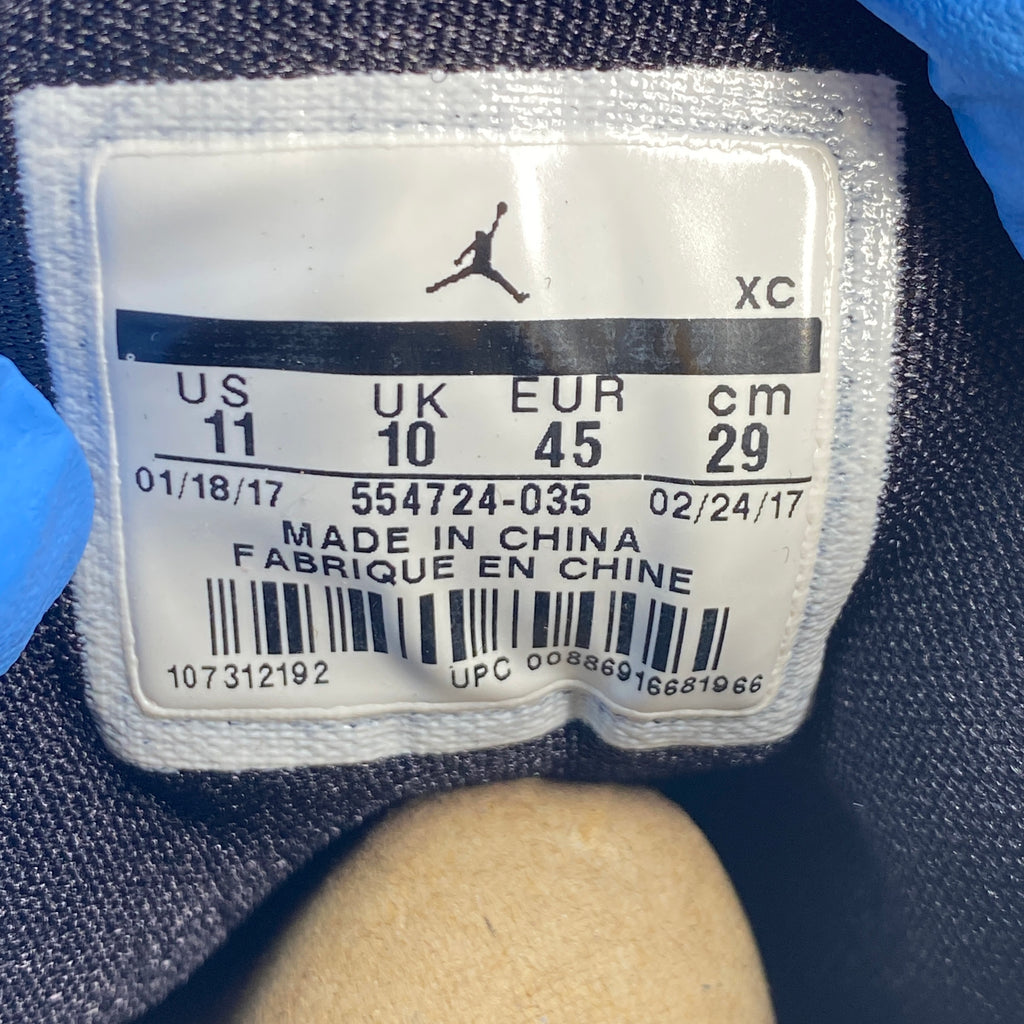 XC
US UK EUR cm
11 10 45 29
01/18/17 554724-035 02/24/17
MADE IN CHINA
FABRIQUE EN CHINE
107312192 UPC 00886916681966